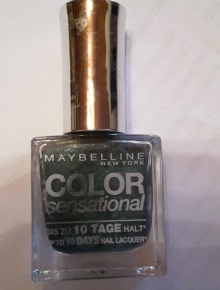 MAYBELLINE
NEW YORK
COLOR
sensational
BIS ZU 10 TAGE HALT*
UP TO 10 DAYS NAIL LACQUER*